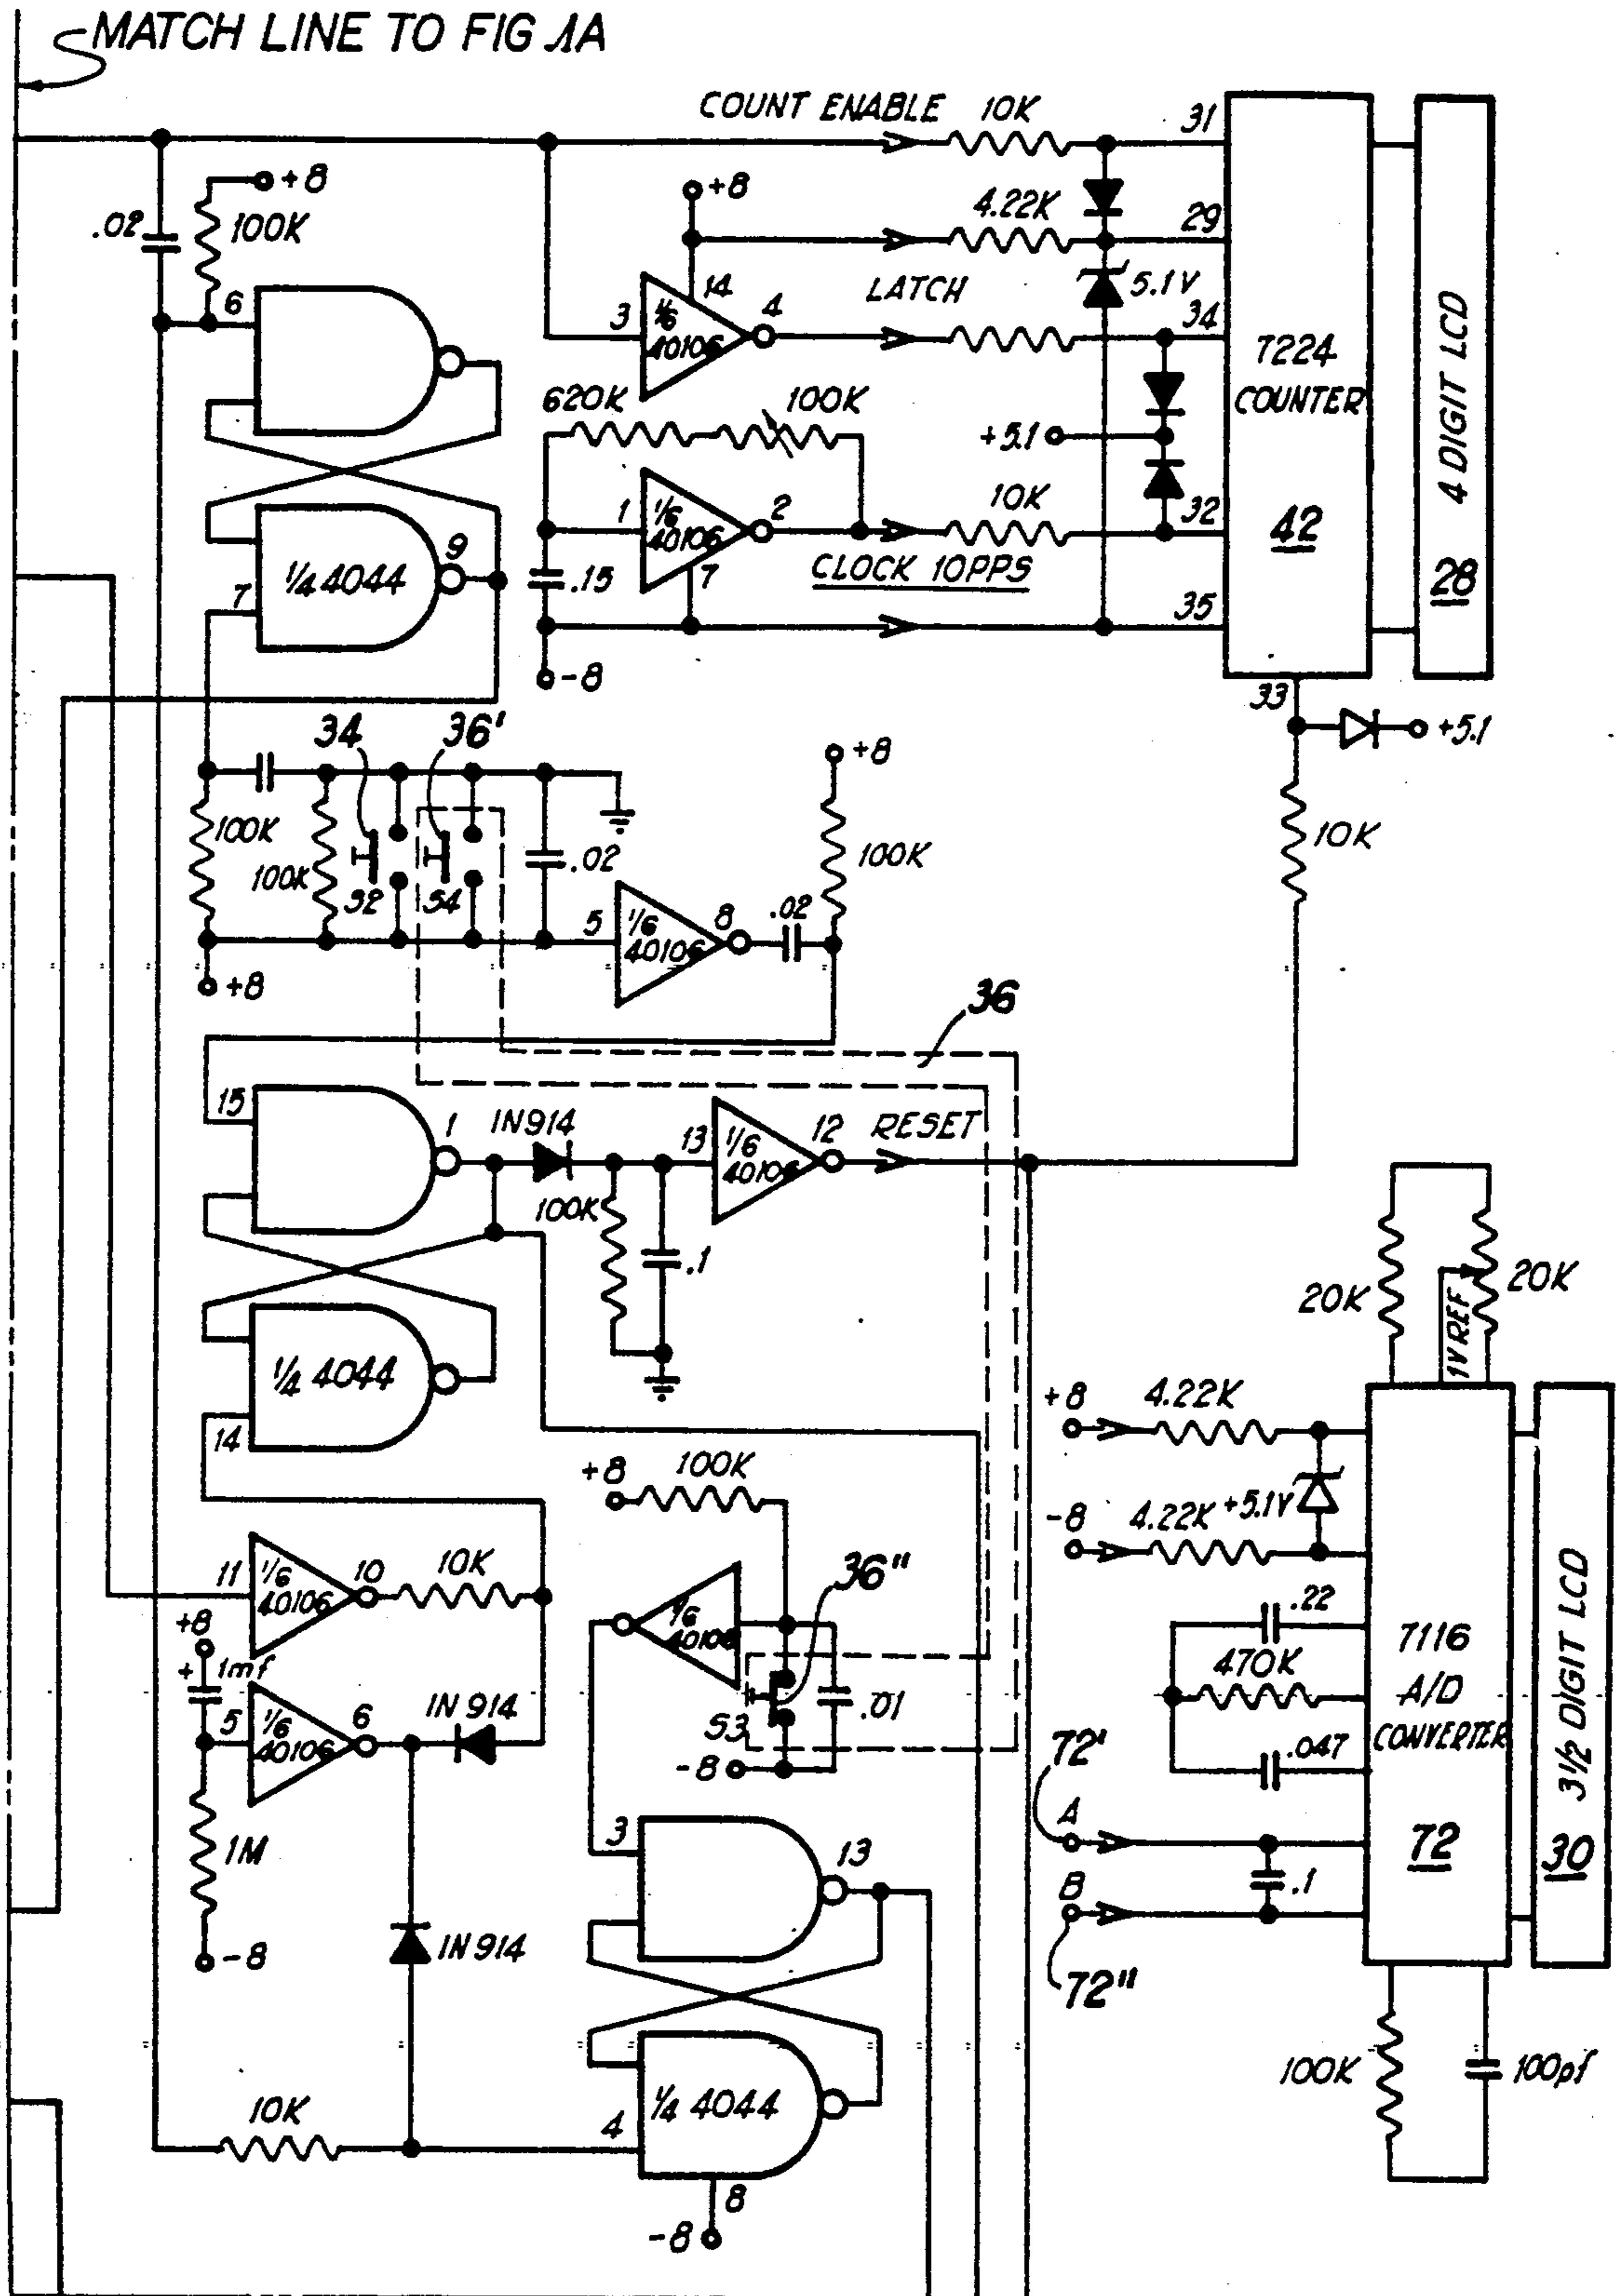 MATCH LINE TO FIG 1A
COUNT ENABLE
10K
31
+8
+8
4.22K
29
.02
100K
14
5.1V
LATCH
6
3
1/6
40106
4
34
7224
COUNTER
42
4 DIGIT LCD
28
620K
100K
+5.1
1
1/6
40106
2
10K
32
9
1/4 4044
.15
7
CLOCK 10PPS
7
35
-8
33
+5.1
34
36'
+8
100K
100K
S2
S4
.02
100K
10K
5
1/6
40106
8
.02
+8
36
15
1
IN914
13
1/6
40106
12
RESET
100K
.1
20K
20K
1V REF
1/4 4044
14
+8
4.22K
+8
100K
-8
4.22K
+5.1V
11
1/6
40106
10
10K
1/6
40106
36"
.22
7116
A/D
CONVERTER
72
3 1/2 DIGIT LCD
30
470K
+8
+
1mf
5
1/6
40106
6
IN914
S3
.01
.047
-8
72'
A
3
13
1M
B
.1
-8
IN914
72"
10K
4
1/4 4044
100K
100pf
8
-8